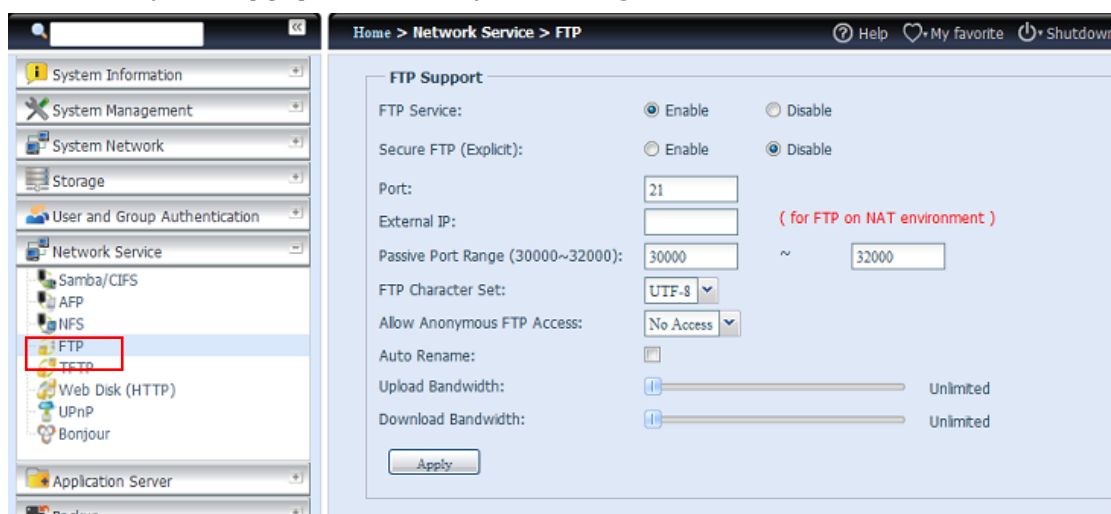 Home > Network Service > FTP
Help My favorite Shutdown
System Information
System Management
System Network
Storage
User and Group Authentication
Network Service
Samba/CIFS
AFP
NFS
FTP
TFTP
Web Disk (HTTP)
UPnP
Bonjour
Application Server
FTP Support
FTP Service: Enable Disable
Secure FTP (Explicit): Enable Disable
Port: 21
External IP: ( for FTP on NAT environment )
Passive Port Range (30000~32000): 30000 ~ 32000
FTP Character Set: UTF-8
Allow Anonymous FTP Access: No Access
Auto Rename:
Upload Bandwidth: Unlimited
Download Bandwidth: Unlimited
Apply